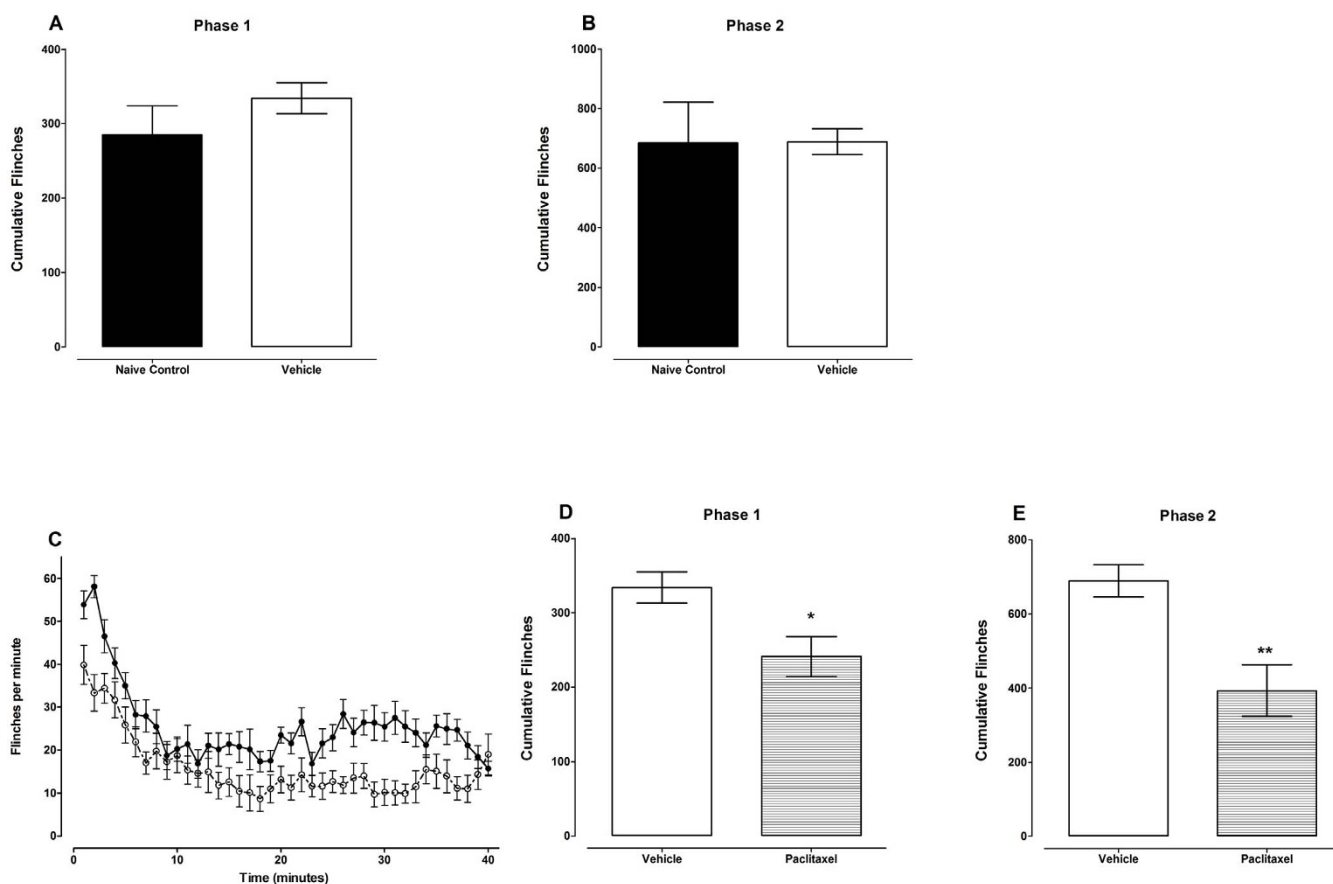 A
Phase 1
400
300
200
100
0
Cumulative Flinches
Naive Control Vehicle
B
Phase 2
1000
800
600
400
200
0
Cumulative Flinches
Naive Control Vehicle
C
60
50
40
30
20
10
0
Flinches per minute
0 10 20 30 40
Time (minutes)
D
Phase 1
400
300
200
100
0
Cumulative Flinches
*
Vehicle Paclitaxel
E
Phase 2
800
600
400
200
0
Cumulative Flinches
**
Vehicle Paclitaxel